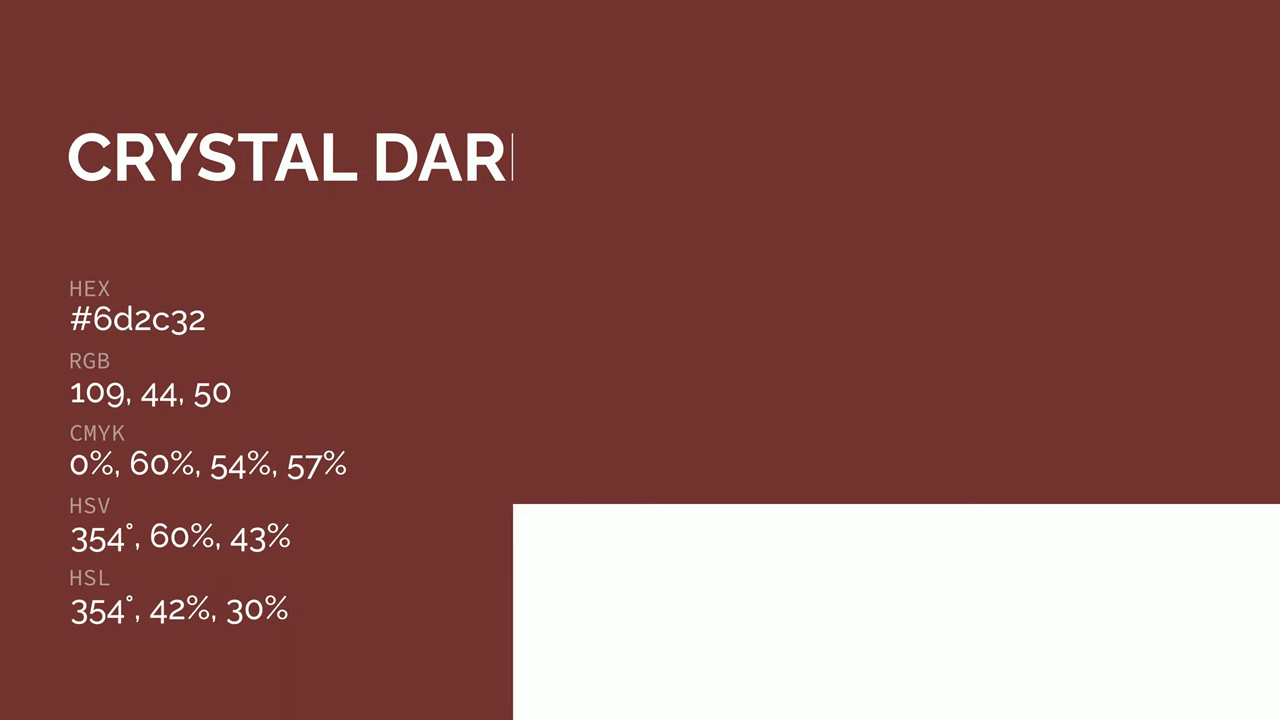 CRYSTAL DAR
HEX
#6d2c32
RGB
109, 44, 50
CMYK
0%, 60%, 54%, 57%
HSV
354°, 60%, 43%
HSL
354°, 42%, 30%